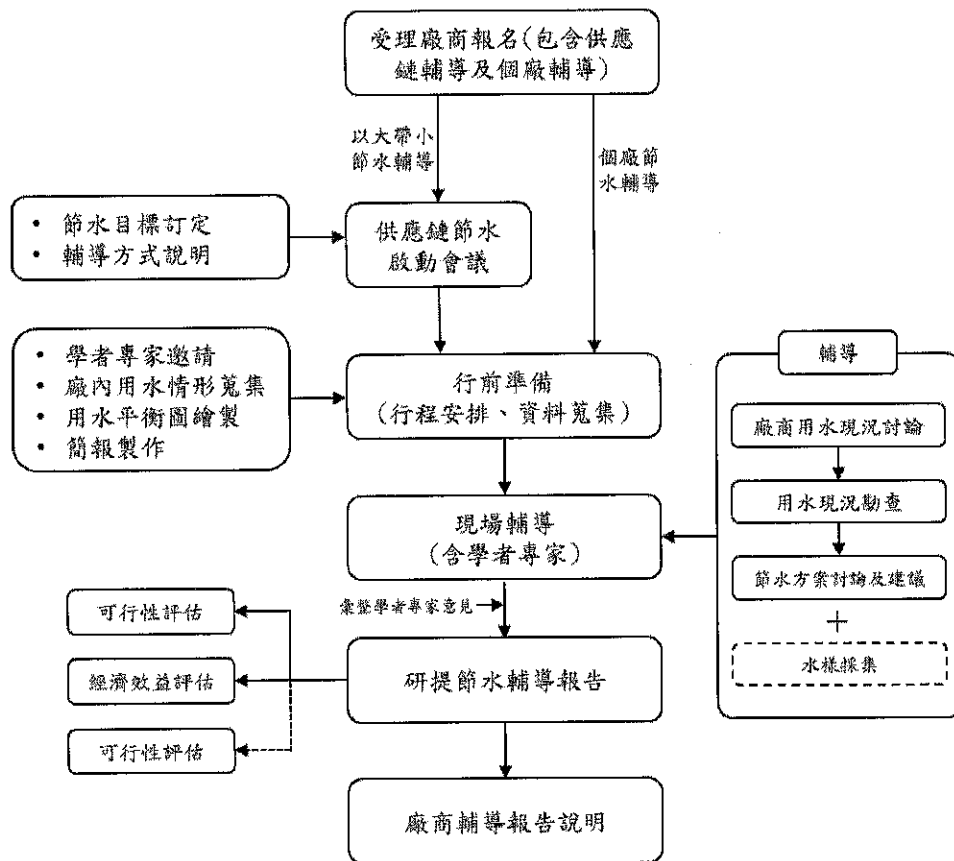 受理廠商報名(包含供應
鏈輔導及個廠輔導)
以大帶小
節水輔導
個廠節
水輔導
• 節水目標訂定
• 輔導方式說明
供應鏈節水
啟動會議
• 學者專家邀請
• 廠內用水情形蒐集
• 用水平衡圖繪製
• 簡報製作
行前準備
(行程安排、資料蒐集)
輔導
廠商用水現況討論
用水現況勘查
節水方案討論及建議
+
水樣採集
現場輔導
(含學者專家)
彙整學者專家意見
可行性評估
經濟效益評估
可行性評估
研提節水輔導報告
廠商輔導報告說明